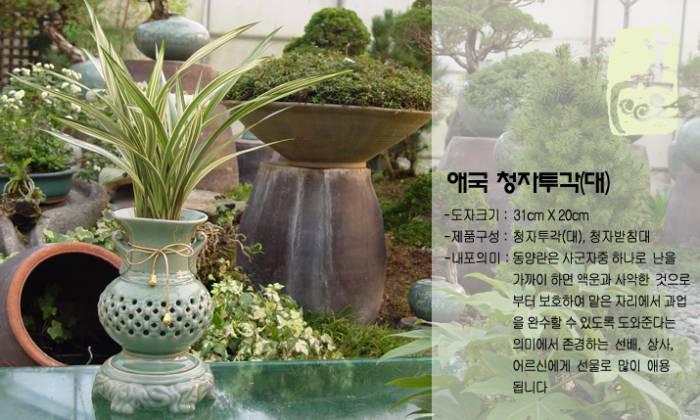 애국 청자투각(대)
-도자크기 : 31cm X 20cm
-제품구성 : 청자투각(대), 청자받침대
-내포의미 : 동양란은 사군자중 하나로 난을
가까이 하면 액운과 사악한 것으로
부터 보호하여 맡은 자리에서 과업
을 완수할 수 있도록 도와준다는
의미에서 존경하는 선배, 상사,
어르신에게 선물로 많이 애용
됩니다